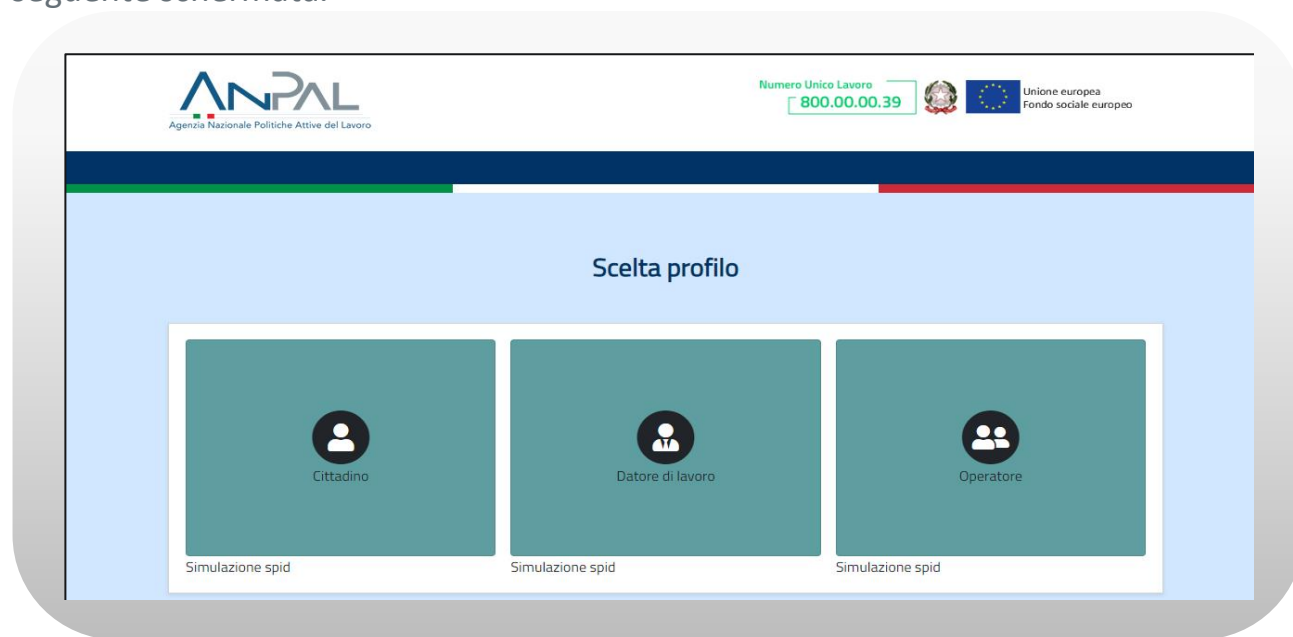 seguente schermata:
ANPAL
Agenzia Nazionale Politiche Attive del Lavoro
Numero Unico Lavoro
800.00.00.39
Unione europea
Fondo sociale europeo
Scelta profilo
Cittadino
Datore di lavoro
Operatore
Simulazione spid
Simulazione spid
Simulazione spid